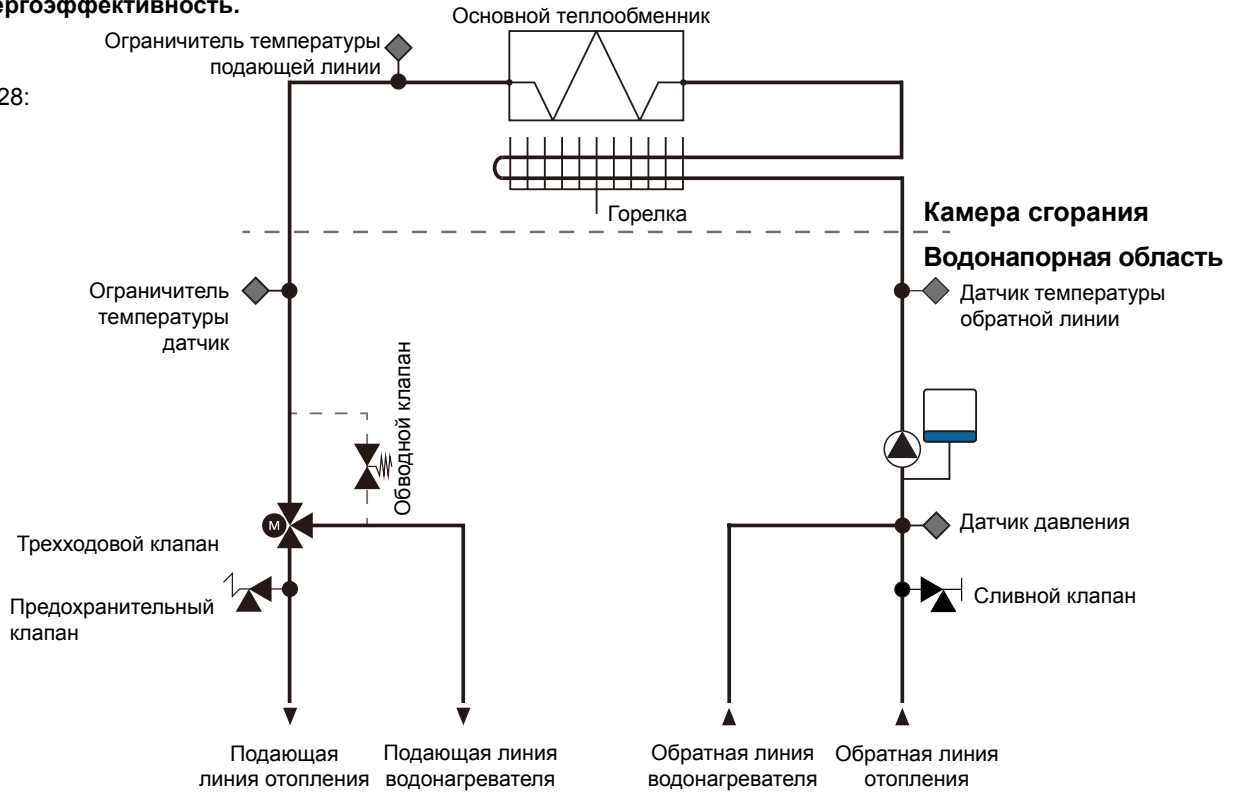 ергоэффективность.
28:
Основной теплообменник
Ограничитель температуры
подающей линии
Горелка
Камера сгорания
Водонапорная область
Ограничитель
температуры
датчик
Датчик температуры
обратной линии
Обводной клапан
M
Трехходовой клапан
Датчик давления
Предохранительный
клапан
Сливной клапан
Подающая
линия отопления
Подающая линия
водонагревателя
Обратная линия
водонагревателя
Обратная линия
отопления